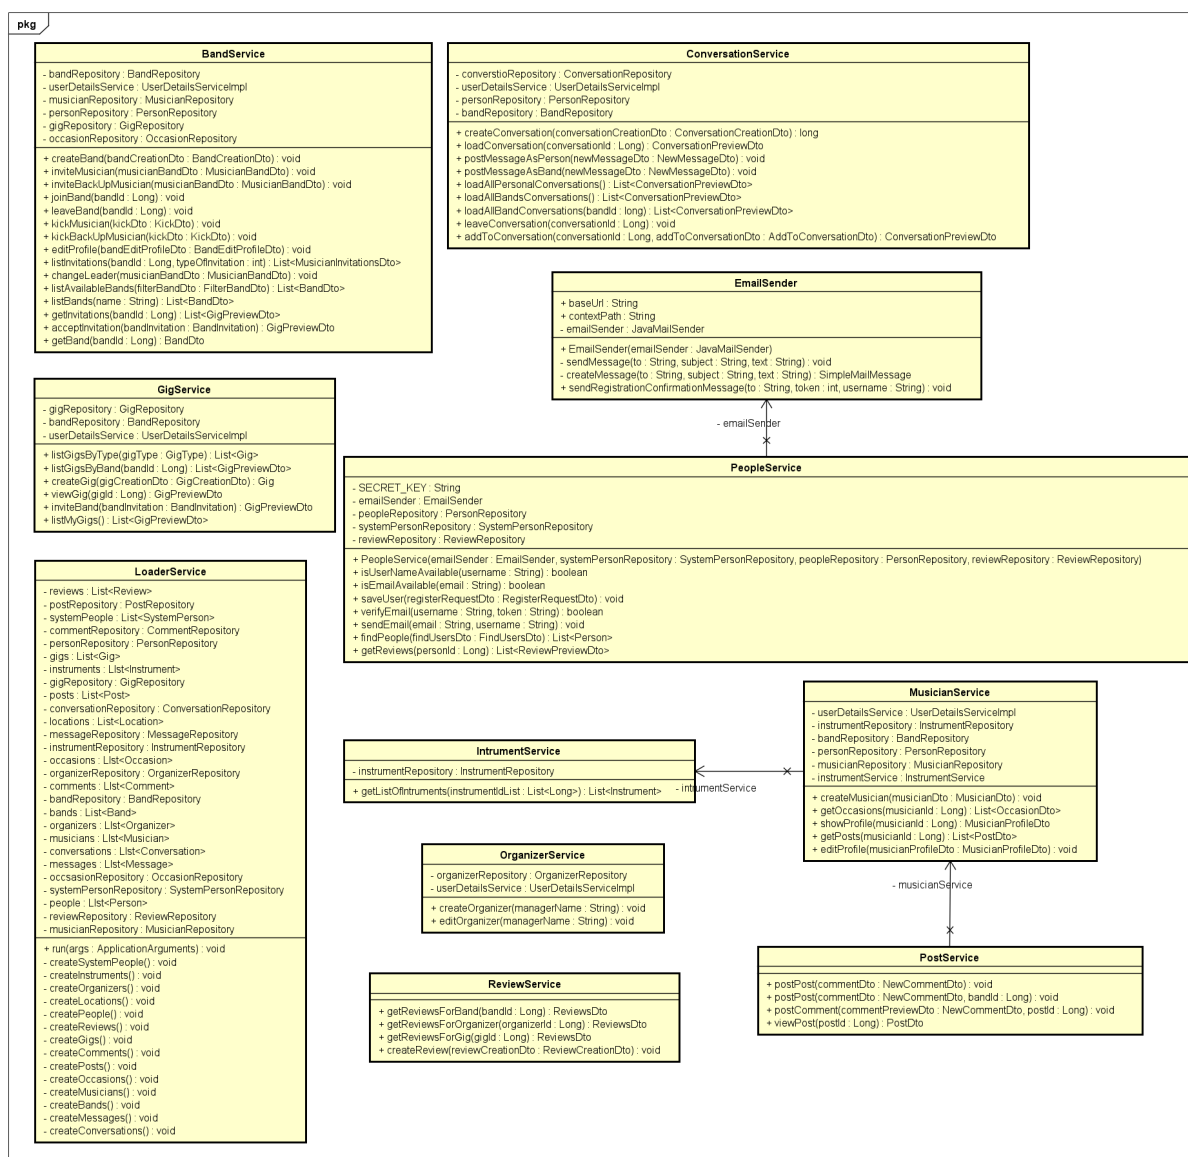 pkg
BandService
- bandRepository : BandRepository
- userDetailsService : UserDetailsServiceImpl
- musicianRepository : MusicianRepository
- personRepository : PersonRepository
- gigRepository : GigRepository
- occasionRepository : OccasionRepository
+ createBand(bandCreationDto : BandCreationDto) : void
+ inviteMusician(musicianBandDto : MusicianBandDto) : void
+ inviteBackUpMusician(musicianBandDto : MusicianBandDto) : void
+ joinBand(bandId : Long) : void
+ leaveBand(bandId : Long) : void
+ kickMusician(kickDto : KickDto) : void
+ kickBackUpMusician(kickDto : KickDto) : void
+ editProfile(bandEditProfileDto : BandEditProfileDto) : void
+ listInvitations(bandId : Long, typeOfInvitation : int) : List<MusicianInvitationsDto>
+ changeLeader(musicianBandDto : MusicianBandDto) : void
+ listAvailableBands(filterBandDto : FilterBandDto) : List<BandDto>
+ listBands(name : String) : List<BandDto>
+ getInvitations(bandId : Long) : List<GigPreviewDto>
+ acceptInvitation(bandInvitation : BandInvitation) : GigPreviewDto
+ getBand(bandId : Long) : BandDto
ConversationService
- converstioRepository : ConversationRepository
- userDetailsService : UserDetailsServiceImpl
- personRepository : PersonRepository
- bandRepository : BandRepository
+ createConversation(conversationCreationDto : ConversationCreationDto) : long
+ loadConversation(conversationId : Long) : ConversationPreviewDto
+ postMessageAsPerson(newMessageDto : NewMessageDto) : void
+ postMessageAsBand(newMessageDto : NewMessageDto) : void
+ loadAllPersonalConversations() : List<ConversationPreviewDto>
+ loadAllBandsConversations() : List<ConversationPreviewDto>
+ loadAllBandConversations(bandId : long) : List<ConversationPreviewDto>
+ leaveConversation(conversationId : Long) : void
+ addToConversation(conversationId : Long, addToConversationDto : AddToConversationDto) : ConversationPreviewDto
EmailSender
+ baseUrl : String
+ contextPath : String
- emailSender : JavaMailSender
+ EmailSender(emailSender : JavaMailSender)
- sendMessage(to : String, subject : String, text : String) : void
- createMessage(to : String, subject : String, text : String) : SimpleMailMessage
+ sendRegistrationConfirmationMessage(to : String, token : int, username : String) : void
- emailSender
GigService
- gigRepository : GigRepository
- bandRepository : BandRepository
- userDetailsService : UserDetailsServiceImpl
+ listGigsByType(gigType : GigType) : List<Gig>
+ listGigsByBand(bandId : Long) : List<GigPreviewDto>
+ createGig(gigCreationDto : GigCreationDto) : Gig
+ viewGig(gigId : Long) : GigPreviewDto
+ inviteBand(bandInvitation : BandInvitation) : GigPreviewDto
+ listMyGigs() : List<GigPreviewDto>
PeopleService
- SECRET_KEY : String
- emailSender : EmailSender
- peopleRepository : PersonRepository
- systemPersonRepository : SystemPersonRepository
- reviewRepository : ReviewRepository
+ PeopleService(emailSender : EmailSender, systemPersonRepository : SystemPersonRepository, peopleRepository : PersonRepository, reviewRepository : ReviewRepository)
+ isUserNameAvailable(username : String) : boolean
+ isEmailAvailable(email : String) : boolean
+ saveUser(registerRequestDto : RegisterRequestDto) : void
+ verifyEmail(username : String, token : String) : boolean
+ sendEmail(email : String, username : String) : void
+ findPeople(findUsersDto : FindUsersDto) : List<Person>
+ getReviews(personId : Long) : List<ReviewPreviewDto>
LoaderService
- reviews : List<Review>
- postRepository : PostRepository
- systemPeople : List<SystemPerson>
- commentRepository : CommentRepository
- personRepository : PersonRepository
- gigs : List<Gig>
- instruments : LIst<Instrument>
- gigRepository : GigRepository
- posts : List<Post>
- conversationRepository : ConversationRepository
- locations : List<Location>
- messageRepository : MessageRepository
- instrumentRepository : InstrumentRepository
- occasions : LIst<Occasion>
- organizerRepository : OrganizerRepository
- comments : LIst<Comment>
- bandRepository : BandRepository
- bands : List<Band>
- organizers : LIst<Organizer>
- musicians : LIst<Musician>
- conversations : LIst<Conversation>
- messages : LIst<Message>
- occsasionRepository : OccasionRepository
- systemPersonRepository : SystemPersonRepository
- people : LIst<Person>
- reviewRepository : ReviewRepository
- musicianRepository : MusicianRepository
+ run(args : ApplicationArguments) : void
- createSystemPeople() : void
- createInstruments() : void
- createOrganizers() : void
- createLocations() : void
- createPeople() : void
- createReviews() : void
- createGigs() : void
- createComments() : void
- createPosts() : void
- createOccasions() : void
- createMusicians() : void
- createBands() : void
- createMessages() : void
- createConversations() : void
MusicianService
- userDetailsService : UserDetailsServiceImpl
- instrumentRepository : InstrumentRepository
- bandRepository : BandRepository
- personRepository : PersonRepository
- musicianRepository : MusicianRepository
- instrumentService : InstrumentService
+ createMusician(musicianDto : MusicianDto) : void
+ getOccasions(musicianId : Long) : List<OccasionDto>
+ showProfile(musicianId : Long) : MusicianProfileDto
+ getPosts(musicianId : Long) : List<PostDto>
+ editProfile(musicianProfileDto : MusicianProfileDto) : void
IntrumentService
- instrumentRepository : InstrumentRepository
+ getListOfIntruments(instrumentIdList : List<Long>) : List<Instrument>
- intrumentService
OrganizerService
- organizerRepository : OrganizerRepository
- userDetailsService : UserDetailsServiceImpl
+ createOrganizer(managerName : String) : void
+ editOrganizer(managerName : String) : void
- musicianService
ReviewService
+ getReviewsForBand(bandId : Long) : ReviewsDto
+ getReviewsForOrganizer(organizerId : Long) : ReviewsDto
+ getReviewsForGig(gigId : Long) : ReviewsDto
+ createReview(reviewCreationDto : ReviewCreationDto) : void
PostService
+ postPost(commentDto : NewCommentDto) : void
+ postPost(commentDto : NewCommentDto, bandId : Long) : void
+ postComment(commentPreviewDto : NewCommentDto, postId : Long) : void
+ viewPost(postId : Long) : PostDto